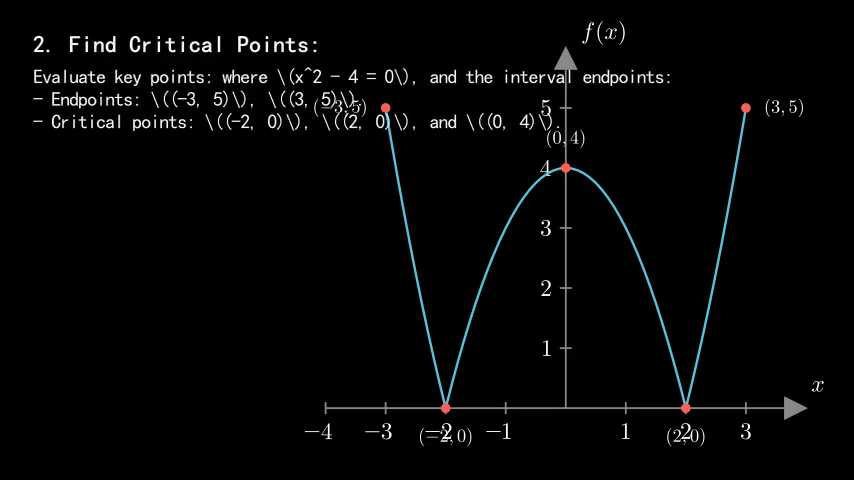 2. Find Critical Points:
Evaluate key points: where \(x^2 - 4 = 0\), and the interval endpoints:
- Endpoints: \((-3, 5)\), \((3, 5)\)
- Critical points: \((-2, 0)\), \((2, 0)\), and \((0, 4)\).
f(x)
(-3, 5)
5
(3, 5)
(0, 4)
4
3
2
1
x
−4 −3 −2 −1 1 2 3
(−2, 0) (2, 0)